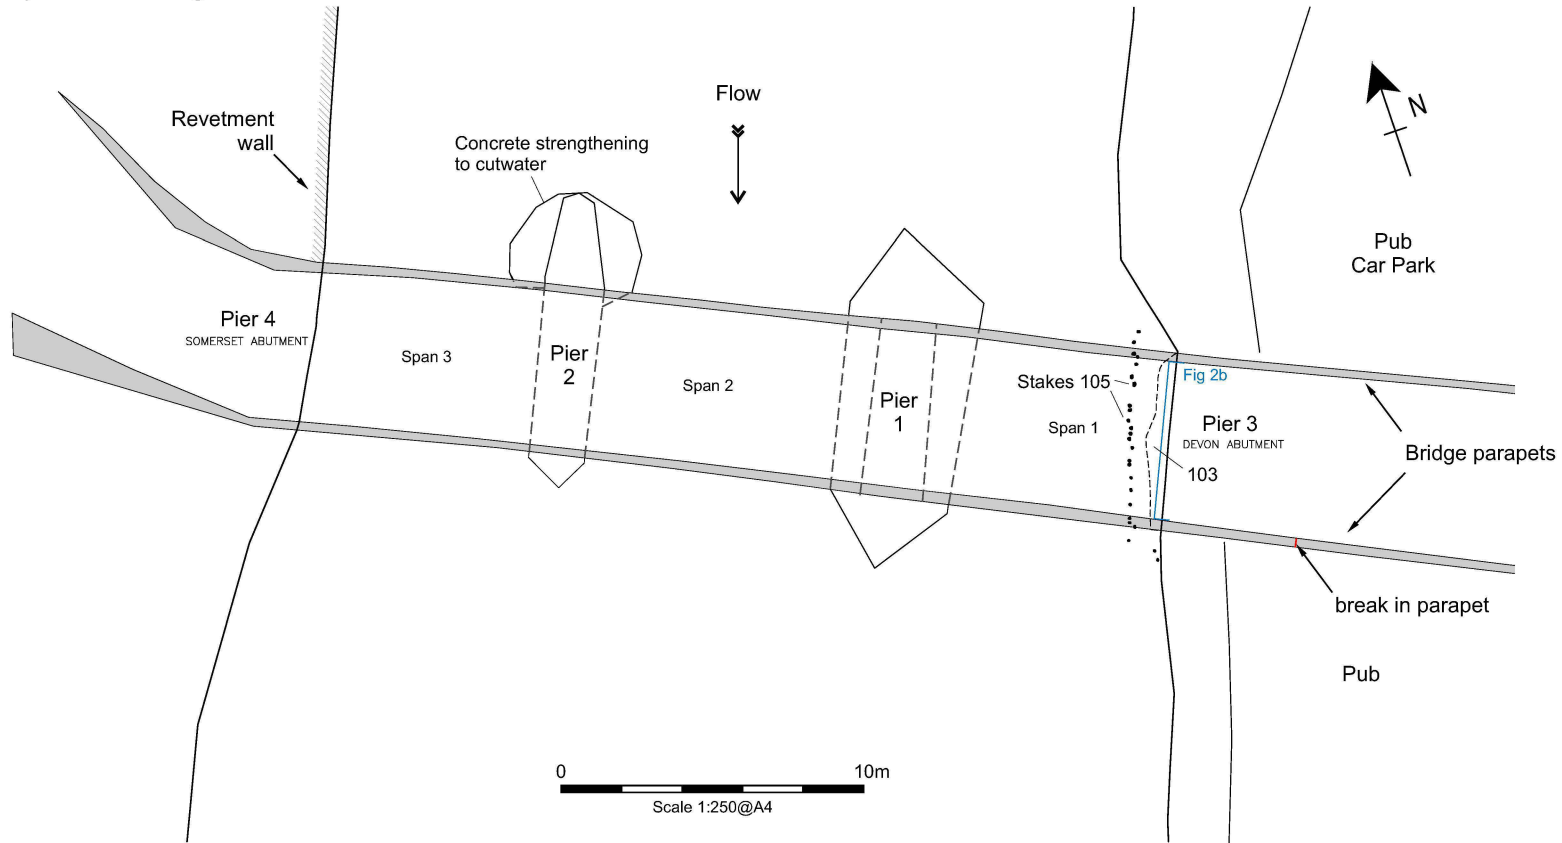 Flow
Revetment
wall
Concrete strengthening
to cutwater
N
Pub
Car Park
Pier 4
SOMERSET ABUTMENT
Span 3
Pier
2
Span 2
Pier
1
Stakes 105
Span 1
Fig 2b
Pier 3
DEVON ABUTMENT
103
Bridge parapets
break in parapet
Pub
0 10m
Scale 1:250@A4